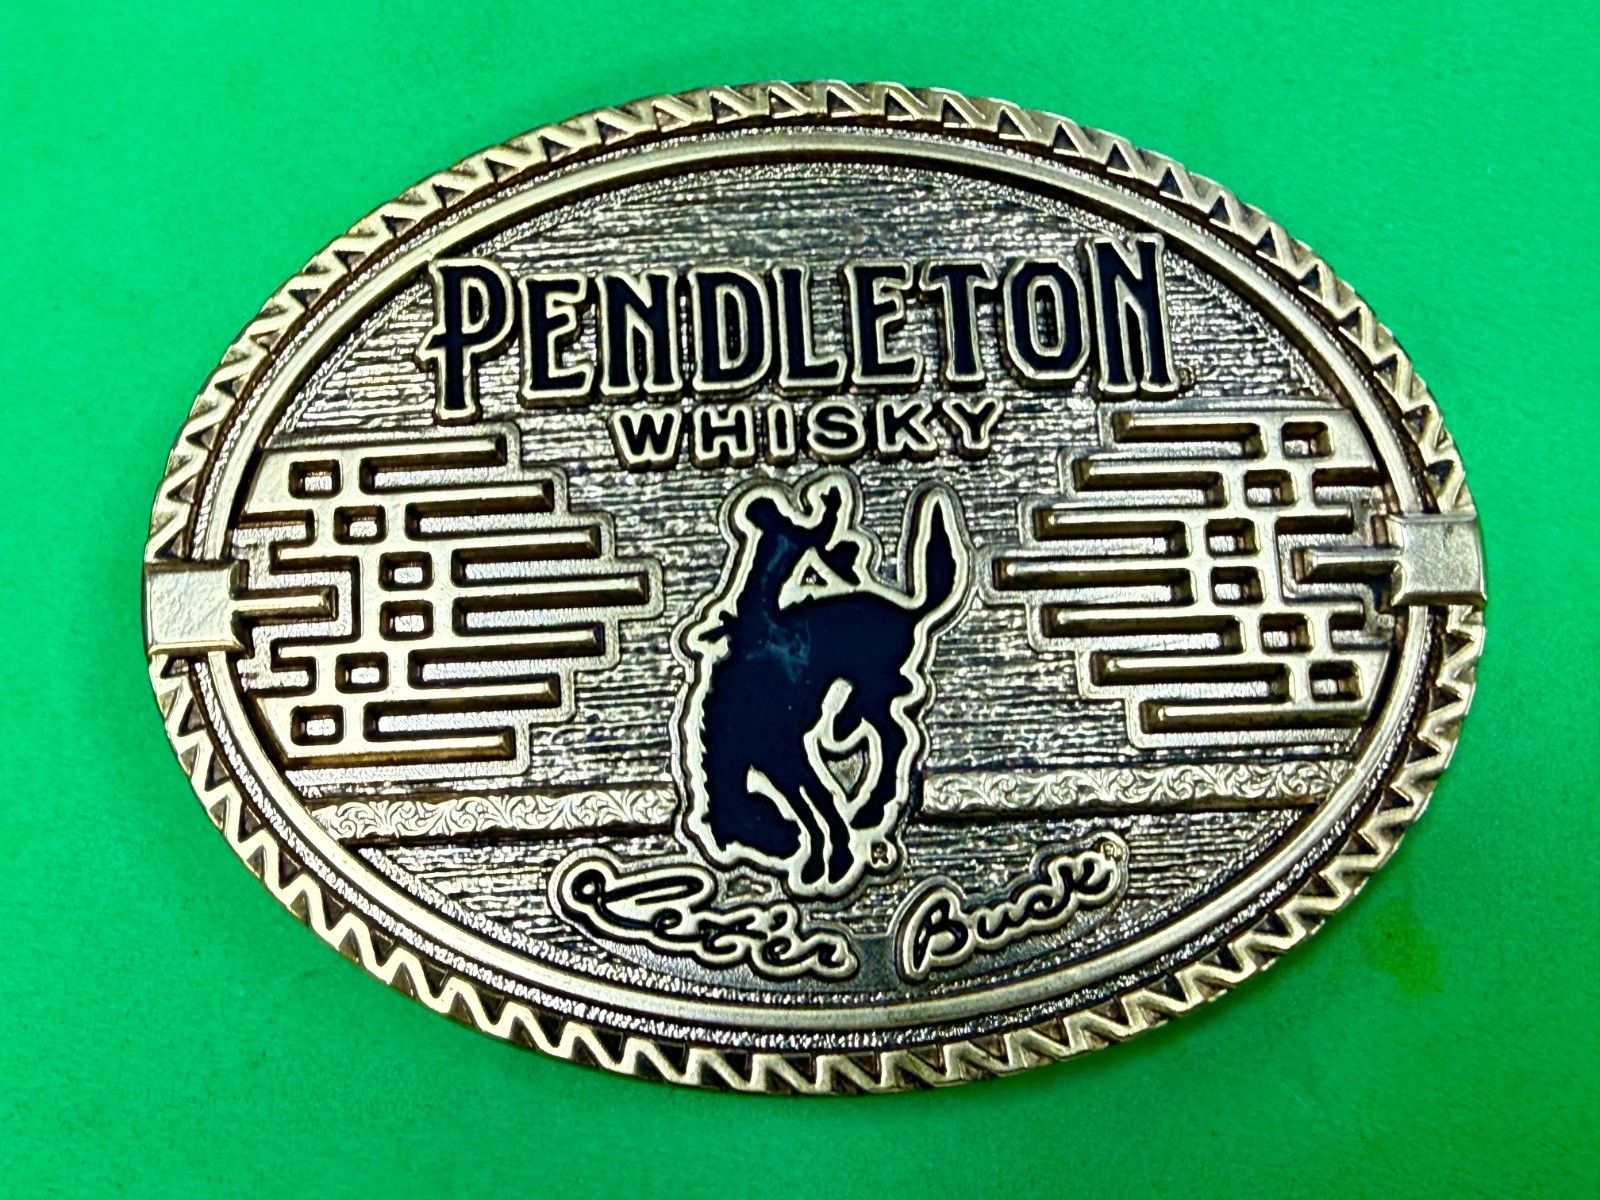 PENDLETON®
WHISKY
®
Let'er Buck®